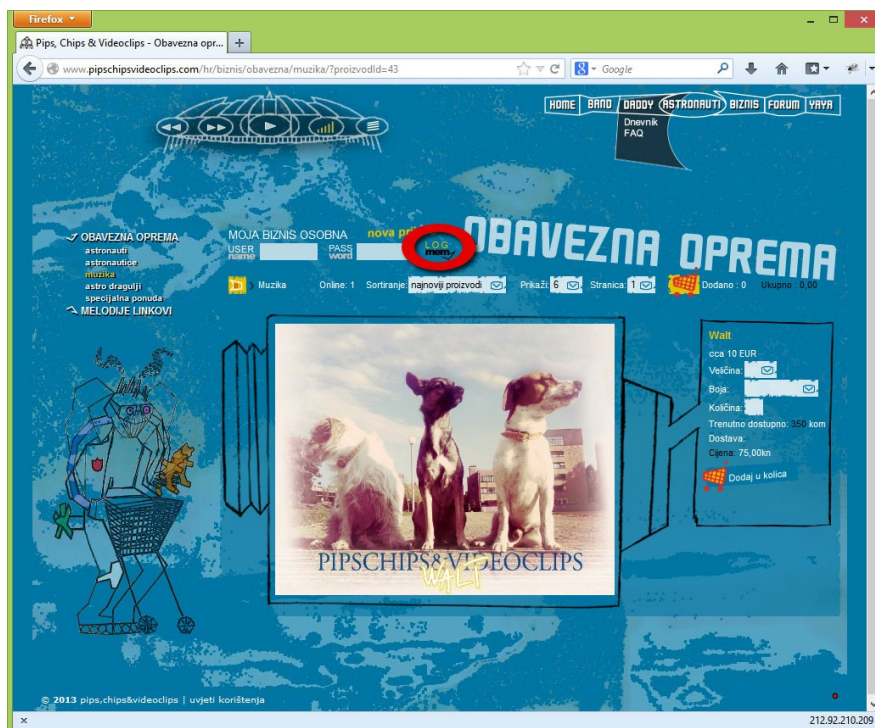 Firefox
Pips, Chips & Videoclips - Obavezna opr...
www.pipschipsvideoclips.com/hr/biznis/obavezna/muzika/?proizvodId=43
Google
HOME BAND DADDY ASTRONAUTI BIZNIS FORUM YAYA
Dnevnik
FAQ
OBAVEZNA OPREMA
OBAVEZNA OPREMA
astronauti
astronautice
muzika
astro dragulji
specijalna ponuda
MELODIJE LINKOVI
MOJA BIZNIS OSOBNA nova
USER name PASS word LOG mem
Muzika Online: 1 Sortiranje: najnoviji proizvodi Prikaži: 6 Stranica: 1 Dodano : 0 Ukupno : 0,00
Walt
cca 10 EUR
Veličina:
Boja:
Količina:
Trenutno dostupno: 350 kom
Dostava:
Cijena: 75,00kn
Dodaj u kolica
PIPSCHIPS&VIDEOCLIPS
WALT
© 2013 pips,chips&videoclips | uvjeti korištenja
212.92.210.209